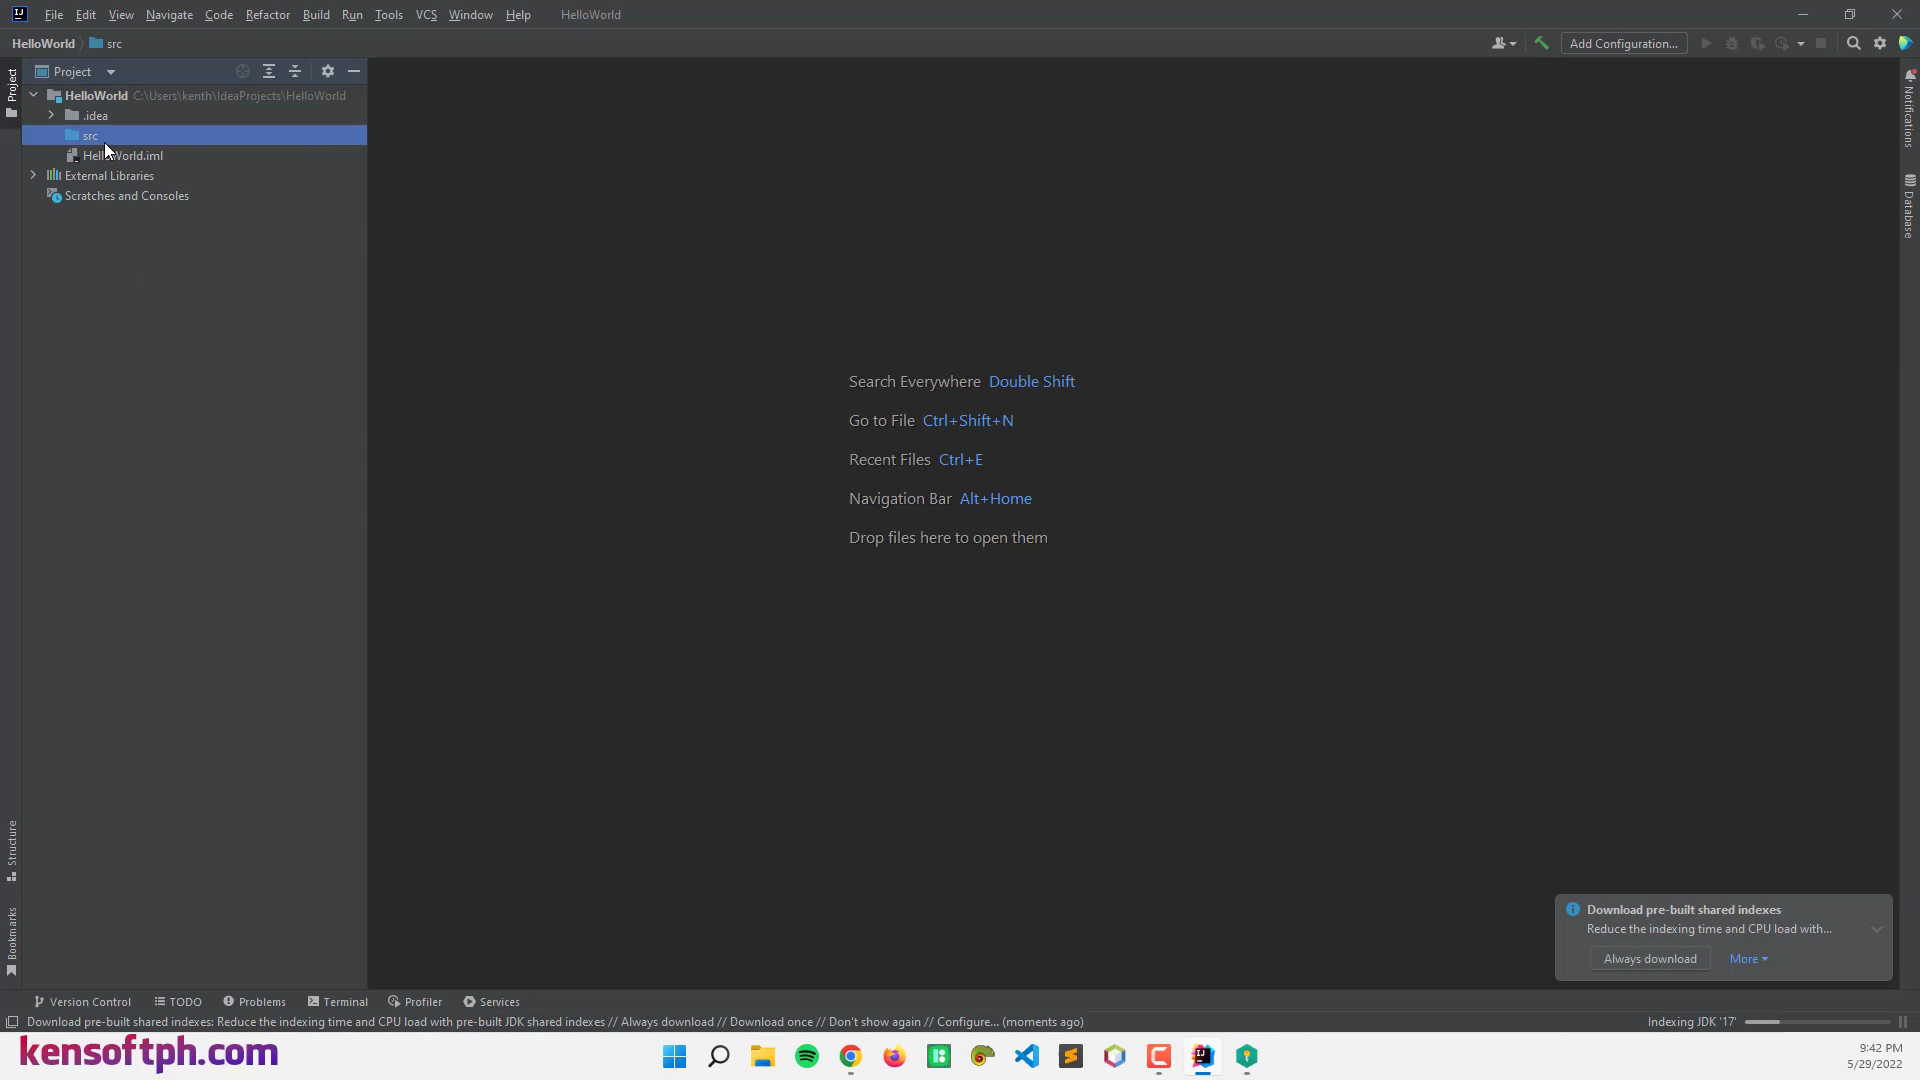 File Edit View Navigate Code Refactor Build Run Tools VCS Window Help HelloWorld
HelloWorld src
Add Configuration...
Project
Project
HelloWorld C:\Users\kenth\IdeaProjects\HelloWorld
.idea
src
HelloWorld.iml
External Libraries
Scratches and Consoles
Notifications
Database
Search Everywhere Double Shift
Go to File Ctrl+Shift+N
Recent Files Ctrl+E
Navigation Bar Alt+Home
Drop files here to open them
Structure
Bookmarks
Download pre-built shared indexes
Reduce the indexing time and CPU load with...
Always download More
Version Control TODO Problems Terminal Profiler Services
Download pre-built shared indexes: Reduce the indexing time and CPU load with pre-built JDK shared indexes // Always download // Download once // Don't show again // Configure... (moments ago)
Indexing JDK '17'
kensoftph.com
9:42 PM
5/29/2022